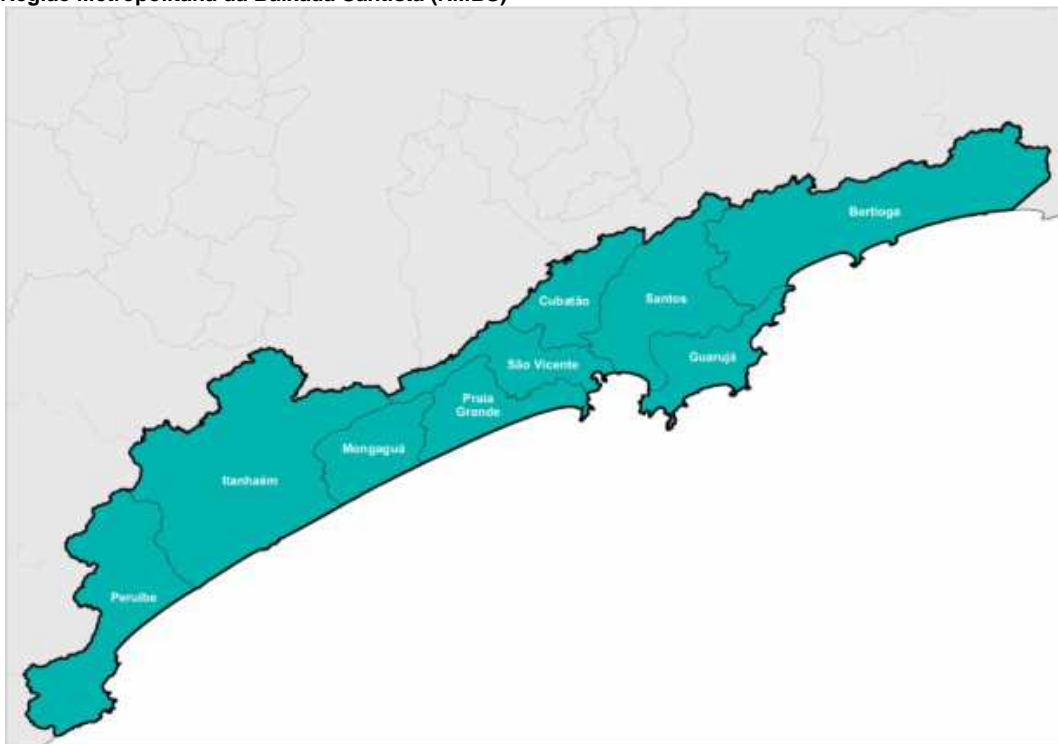 Região Metropolitana da Baixada Santista (RMBS)
Bertioga
Cubatão
Santos
São Vicente
Guarujá
Praia
Grande
Mongaguá
Itanhaém
Peruíbe